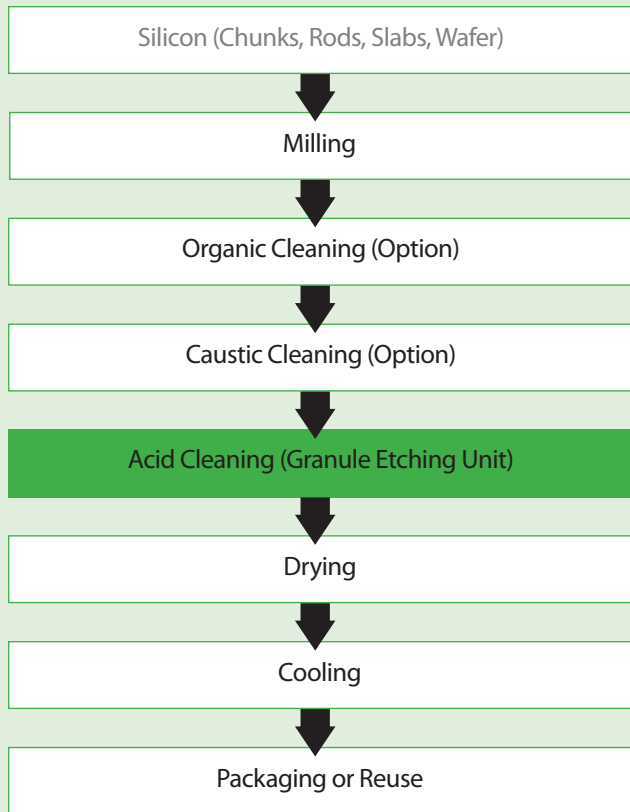 Silicon (Chunks, Rods, Slabs, Wafer)
Milling
Organic Cleaning (Option)
Caustic Cleaning (Option)
Acid Cleaning (Granule Etching Unit)
Drying
Cooling
Packaging or Reuse